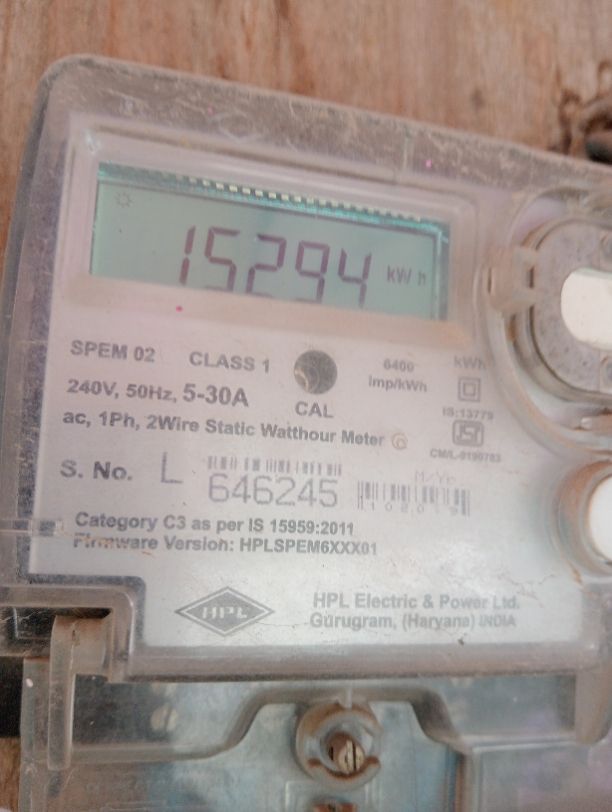 15294 kWh
SPEM 02 CLASS 1 6400 kWh
imp/kWh
240V, 50Hz, 5-30A CAL IS:13779
ac, 1Ph, 2Wire Static Watthour Meter
S. No. L 646245 M/Yr
Category C3 as per IS 15959:2011
Firmware Version: HPLSPEM6XXX01
HPL HPL Electric & Power Ltd.
Gurugram, (Haryana) INDIA